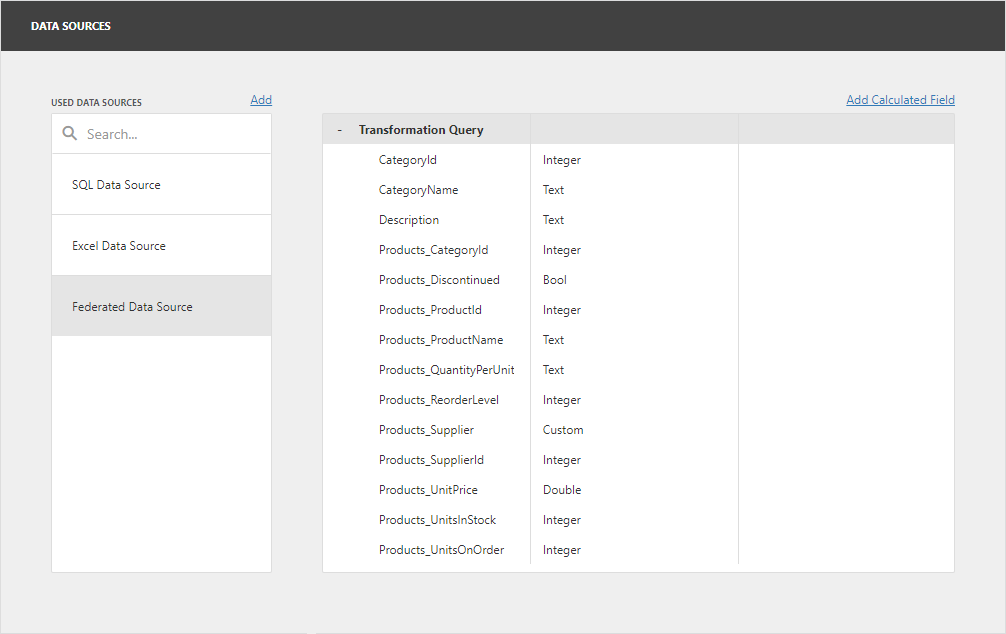 DATA SOURCES
USED DATA SOURCES Add
Add Calculated Field
Search...
SQL Data Source
Excel Data Source
Federated Data Source
- Transformation Query
CategoryId Integer
CategoryName Text
Description Text
Products_CategoryId Integer
Products_Discontinued Bool
Products_ProductId Integer
Products_ProductName Text
Products_QuantityPerUnit Text
Products_ReorderLevel Integer
Products_Supplier Custom
Products_SupplierId Integer
Products_UnitPrice Double
Products_UnitsInStock Integer
Products_UnitsOnOrder Integer